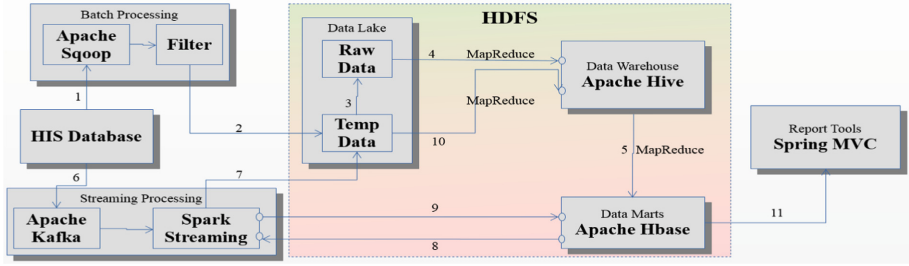 Batch Processing
Apache
Sqoop
Filter
1
2
HIS Database
6
Streaming Processing
Apache
Kafka
Spark
Streaming
7
HDFS
Data Lake
Raw
Data
3
Temp
Data
4 MapReduce
MapReduce
10
Data Warehouse
Apache Hive
5 MapReduce
9
8
Data Marts
Apache Hbase
11
Report Tools
Spring MVC